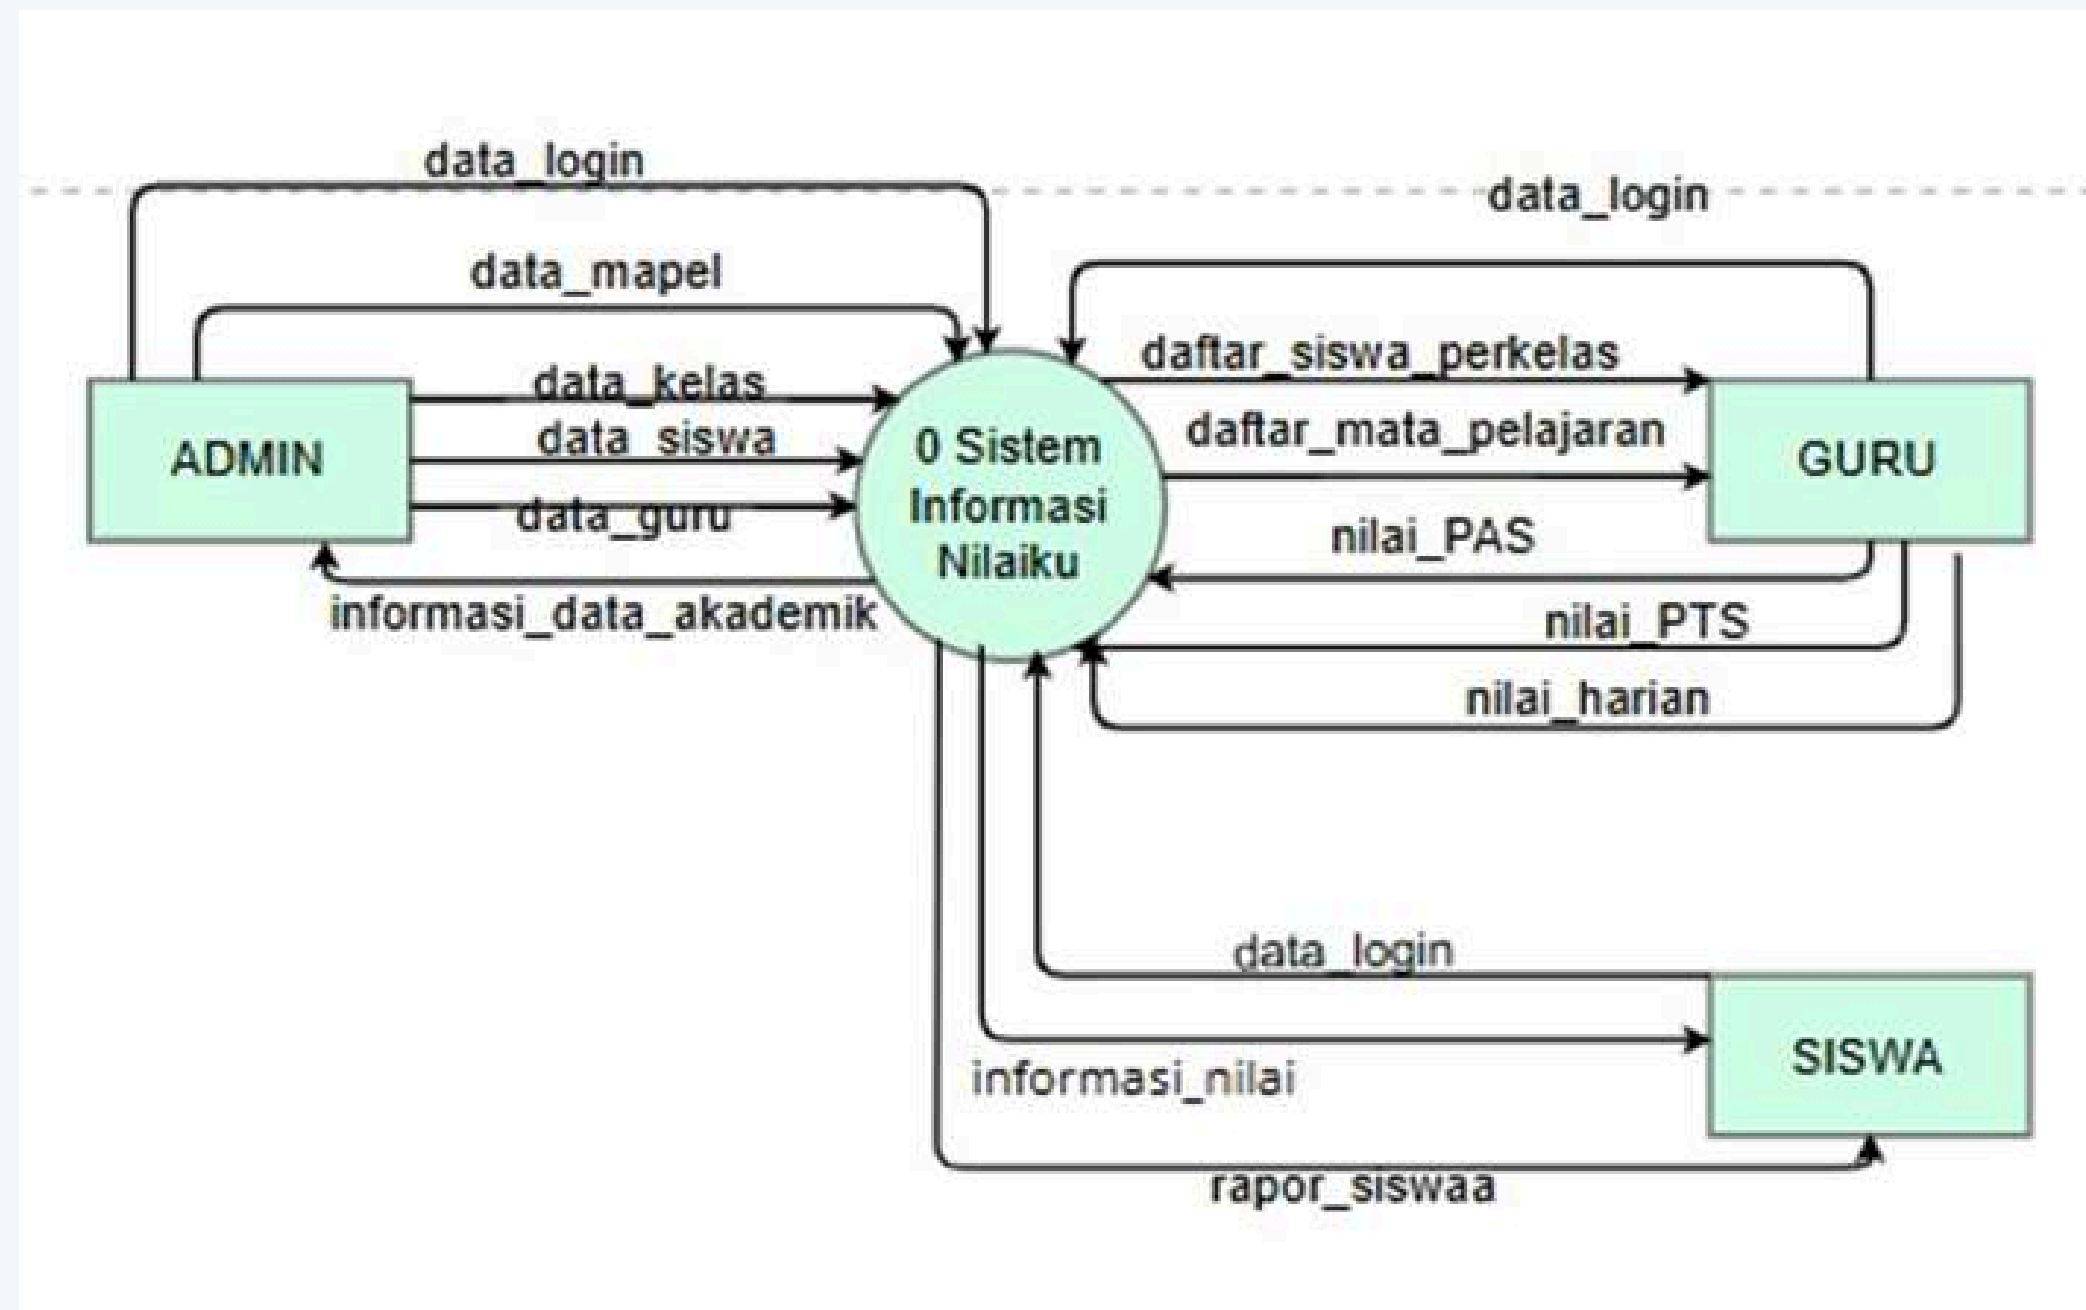 data_login
data_login
data_mapel
daftar_siswa_perkelas
data_kelas
data_siswa
daftar_mata_pelajaran
ADMIN
0 Sistem
Informasi
Nilaiku
GURU
data_guru
nilai_PAS
informasi_data_akademik
nilai_PTS
nilai_harian
data_login
informasi_nilai
SISWA
rapor_siswaa